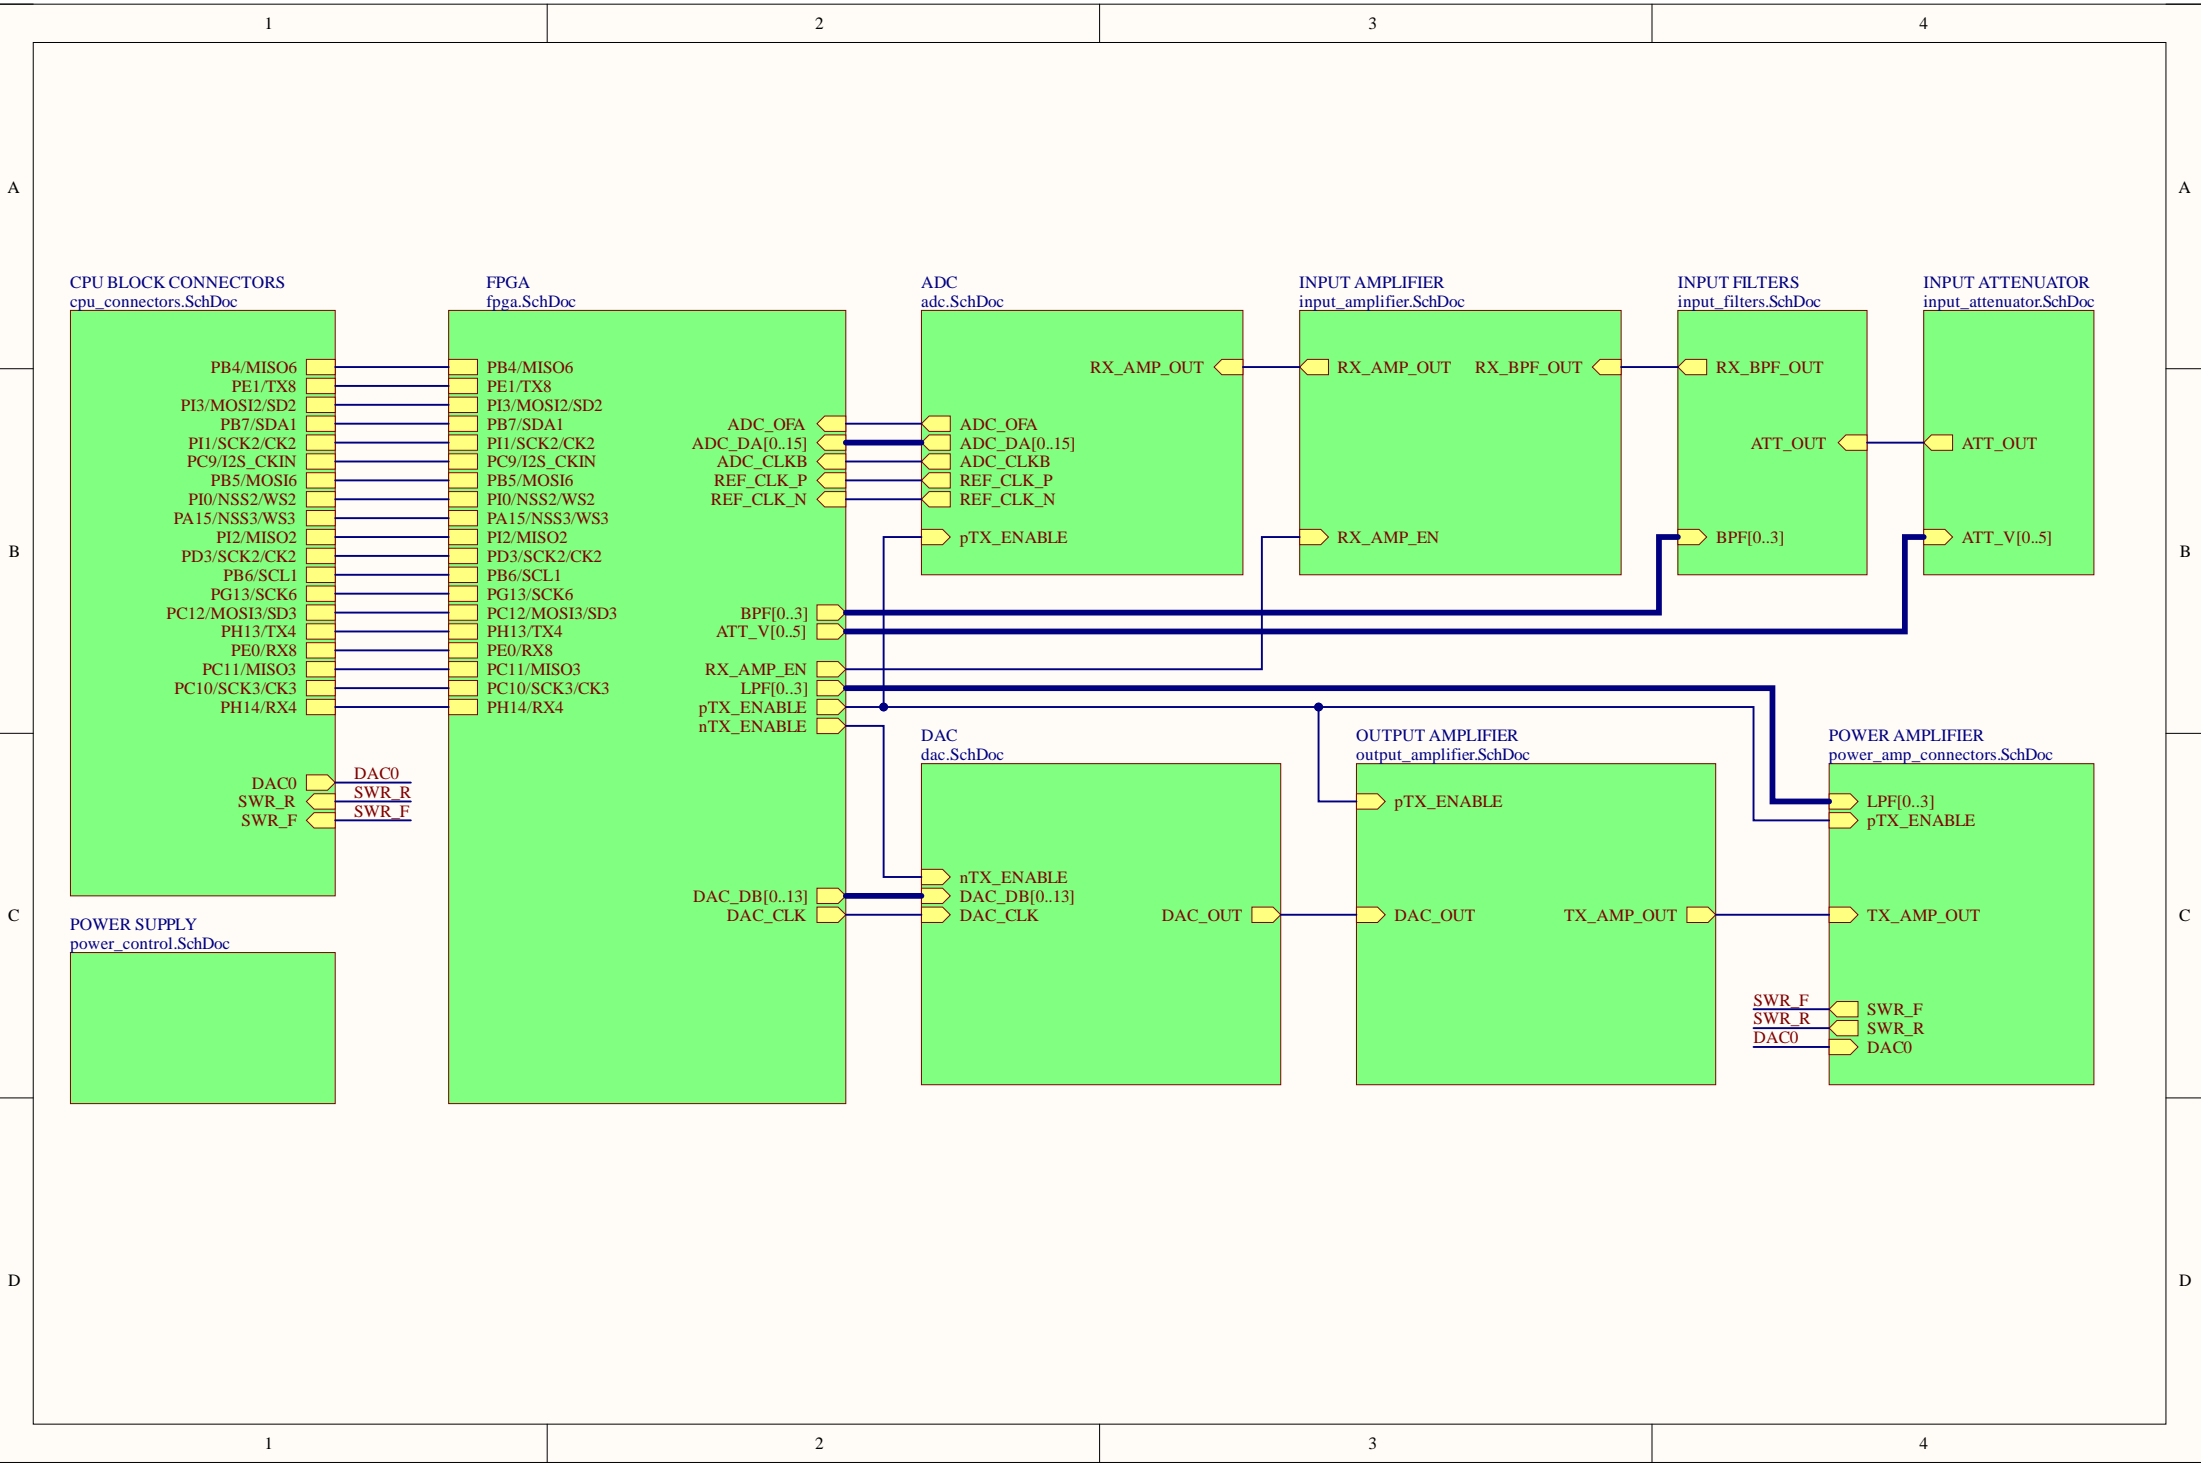 1 2 3 4
A A
CPU BLOCK CONNECTORS
cpu_connectors.SchDoc
PB4/MISO6
PE1/TX8
PI3/MOSI2/SD2
PB7/SDA1
PI1/SCK2/CK2
PC9/I2S_CKIN
PB5/MOSI6
PI0/NSS2/WS2
PA15/NSS3/WS3
PI2/MISO2
PD3/SCK2/CK2
PB6/SCL1
PG13/SCK6
PC12/MOSI3/SD3
PH13/TX4
PE0/RX8
PC11/MISO3
PC10/SCK3/CK3
PH14/RX4
DAC0 DAC0
SWR_R SWR_R
SWR_F SWR_F
POWER SUPPLY
power_control.SchDoc
FPGA
fpga.SchDoc
PB4/MISO6
PE1/TX8
PI3/MOSI2/SD2
PB7/SDA1
PI1/SCK2/CK2
PC9/I2S_CKIN
PB5/MOSI6
PI0/NSS2/WS2
PA15/NSS3/WS3
PI2/MISO2
PD3/SCK2/CK2
PB6/SCL1
PG13/SCK6
PC12/MOSI3/SD3
PH13/TX4
PE0/RX8
PC11/MISO3
PC10/SCK3/CK3
PH14/RX4
ADC_OFA
ADC_DA[0..15]
ADC_CLKB
REF_CLK_P
REF_CLK_N
BPF[0..3]
ATT_V[0..5]
RX_AMP_EN
LPF[0..3]
pTX_ENABLE
nTX_ENABLE
DAC_DB[0..13]
DAC_CLK
ADC
adc.SchDoc
RX_AMP_OUT
ADC_OFA
ADC_DA[0..15]
ADC_CLKB
REF_CLK_P
REF_CLK_N
pTX_ENABLE
INPUT AMPLIFIER
input_amplifier.SchDoc
RX_AMP_OUT RX_BPF_OUT
RX_AMP_EN
INPUT FILTERS
input_filters.SchDoc
RX_BPF_OUT
ATT_OUT
BPF[0..3]
INPUT ATTENUATOR
input_attenuator.SchDoc
ATT_OUT
ATT_V[0..5]
B B
DAC
dac.SchDoc
nTX_ENABLE
DAC_DB[0..13]
DAC_CLK DAC_OUT
OUTPUT AMPLIFIER
output_amplifier.SchDoc
pTX_ENABLE
DAC_OUT TX_AMP_OUT
POWER AMPLIFIER
power_amp_connectors.SchDoc
LPF[0..3]
pTX_ENABLE
TX_AMP_OUT
SWR_F SWR_F
SWR_R SWR_R
DAC0 DAC0
C C
D D
1 2 3 4